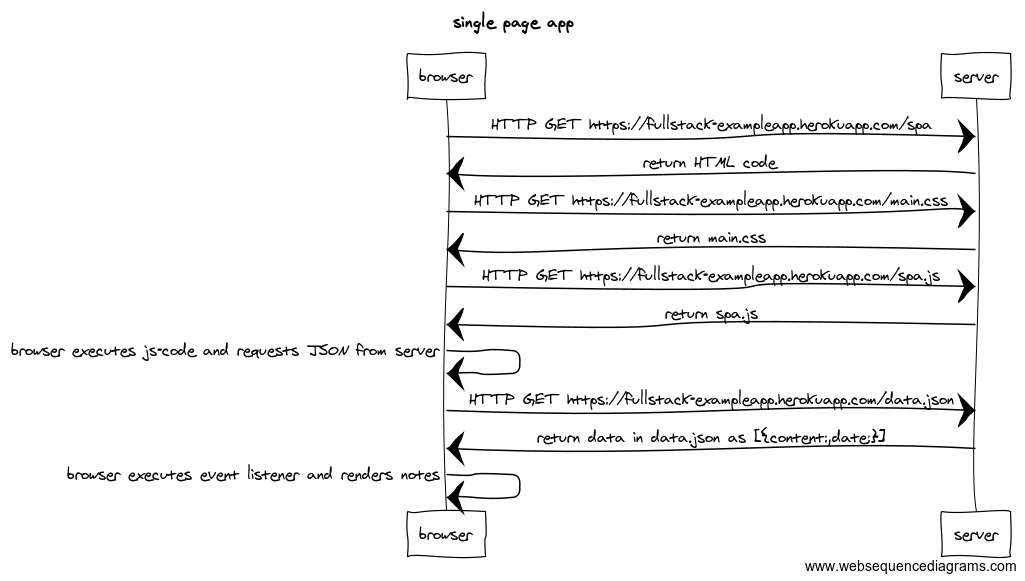 single page app
browser
server
HTTP GET https://fullstack-exampleapp.herokuapp.com/spa
return HTML code
HTTP GET https://fullstack-exampleapp.herokuapp.com/main.css
return main.css
HTTP GET https://fullstack-exampleapp.herokuapp.com/spa.js
return spa.js
browser executes js-code and requests JSON from server
HTTP GET https://fullstack-exampleapp.herokuapp.com/data.json
return data in data.json as [{content:,date:}]
browser executes event listener and renders notes
browser
server
www.websequencediagrams.com